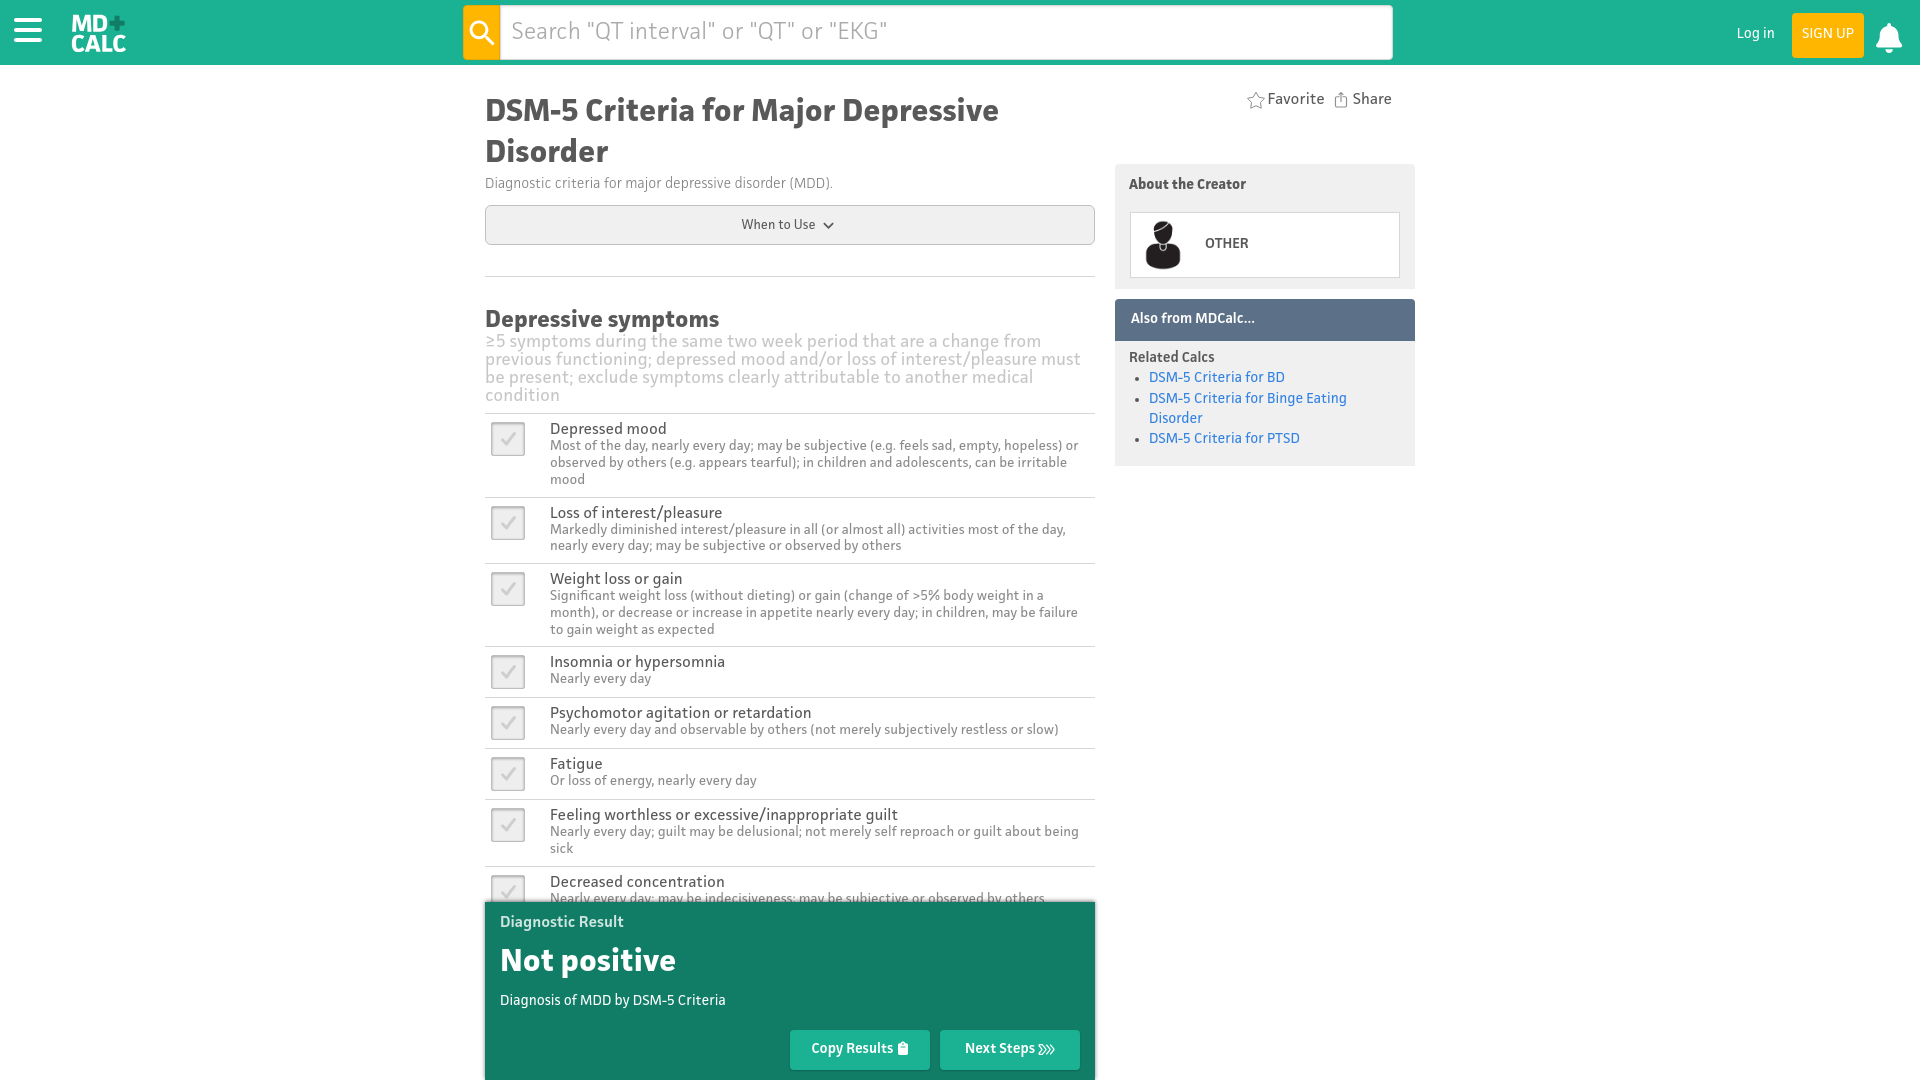 MD
CALC
Search "QT interval" or "QT" or "EKG"
Log in
SIGN UP
DSM-5 Criteria for Major Depressive
Disorder
Diagnostic criteria for major depressive disorder (MDD).
Favorite
Share
When to Use
About the Creator
OTHER
Also from MDCalc...
Related Calcs
DSM-5 Criteria for BD
DSM-5 Criteria for Binge Eating
Disorder
DSM-5 Criteria for PTSD
Depressive symptoms
≥5 symptoms during the same two week period that are a change from
previous functioning; depressed mood and/or loss of interest/pleasure must
be present; exclude symptoms clearly attributable to another medical
condition
Depressed mood
Most of the day, nearly every day; may be subjective (e.g. feels sad, empty, hopeless) or
observed by others (e.g. appears tearful); in children and adolescents, can be irritable
mood
Loss of interest/pleasure
Markedly diminished interest/pleasure in all (or almost all) activities most of the day,
nearly every day; may be subjective or observed by others
Weight loss or gain
Significant weight loss (without dieting) or gain (change of >5% body weight in a
month), or decrease or increase in appetite nearly every day; in children, may be failure
to gain weight as expected
Insomnia or hypersomnia
Nearly every day
Psychomotor agitation or retardation
Nearly every day and observable by others (not merely subjectively restless or slow)
Fatigue
Or loss of energy, nearly every day
Feeling worthless or excessive/inappropriate guilt
Nearly every day; guilt may be delusional; not merely self reproach or guilt about being
sick
Decreased concentration
Nearly every day; may be indecisiveness; may be subjective or observed by others
Diagnostic Result
Not positive
Diagnosis of MDD by DSM-5 Criteria
Copy Results
Next Steps